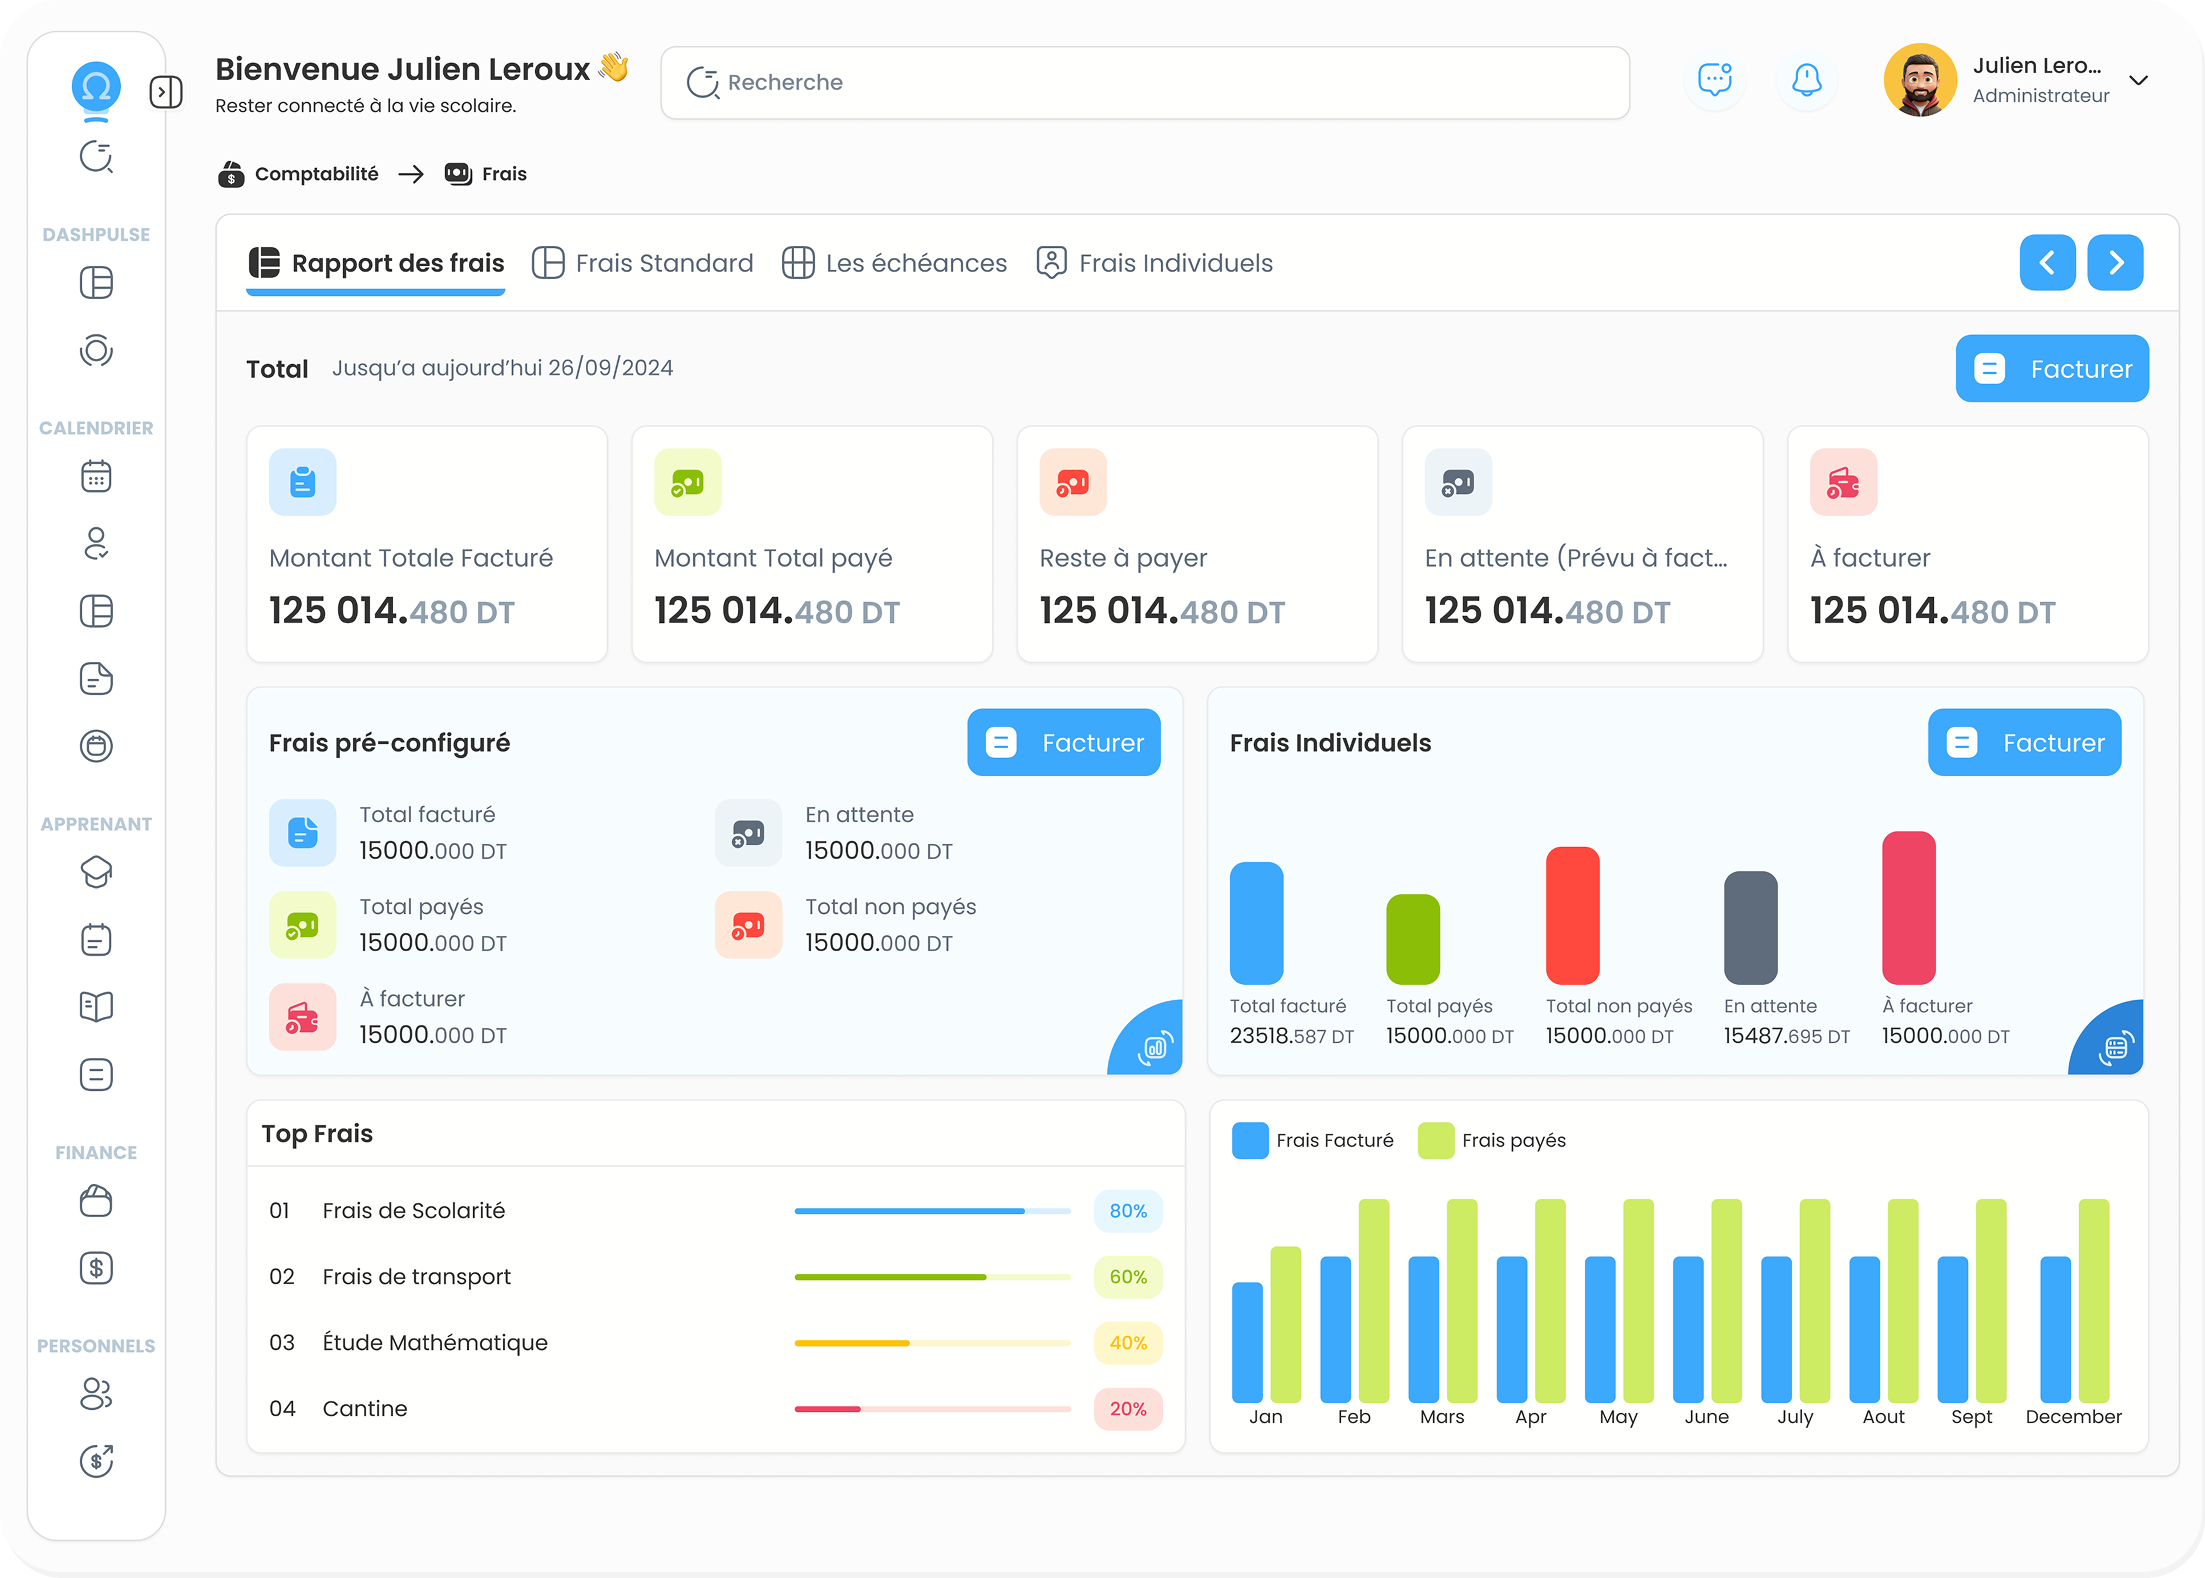 Bienvenue Julien Leroux 👋
Rester connecté à la vie scolaire.
Recherche
Julien Lero...
Administrateur
Comptabilité → Frais
DASHPULSE
CALENDRIER
APPRENANT
FINANCE
PERSONNELS
Rapport des frais
Frais Standard
Les échéances
Frais Individuels
Total Jusqu’a aujourd’hui 26/09/2024
Facturer
Montant Totale Facturé
125 014.480 DT
Montant Total payé
125 014.480 DT
Reste à payer
125 014.480 DT
En attente (Prévu à fact...
125 014.480 DT
À facturer
125 014.480 DT
Frais pré-configuré
Facturer
Total facturé
15000.000 DT
En attente
15000.000 DT
Total payés
15000.000 DT
Total non payés
15000.000 DT
À facturer
15000.000 DT
Frais Individuels
Facturer
Total facturé
23518.587 DT
Total payés
15000.000 DT
Total non payés
15000.000 DT
En attente
15487.695 DT
À facturer
15000.000 DT
Top Frais
01 Frais de Scolarité 80%
02 Frais de transport 60%
03 Étude Mathématique 40%
04 Cantine 20%
Frais Facturé
Frais payés
Jan Feb Mars Apr May June July Aout Sept December